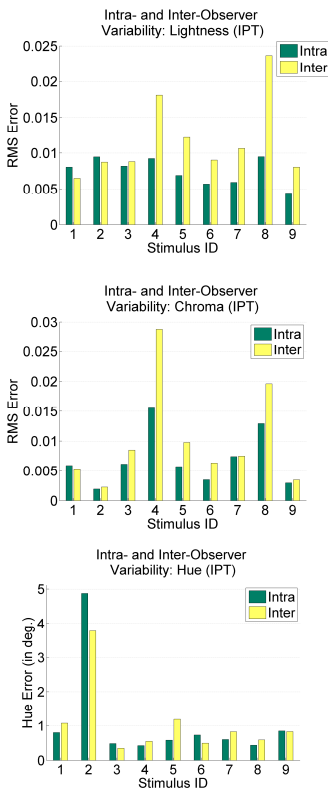 Intra- and Inter-Observer
Variability: Lightness (IPT)
0.025
0.02
0.015
0.01
0.005
0
RMS Error
Intra
Inter
1 2 3 4 5 6 7 8 9
Stimulus ID
Intra- and Inter-Observer
Variability: Chroma (IPT)
0.03
0.025
0.02
0.015
0.01
0.005
0
RMS Error
Intra
Inter
1 2 3 4 5 6 7 8 9
Stimulus ID
Intra- and Inter-Observer
Variability: Hue (IPT)
5
4
3
2
1
0
Hue Error (in deg.)
Intra
Inter
1 2 3 4 5 6 7 8 9
Stimulus ID